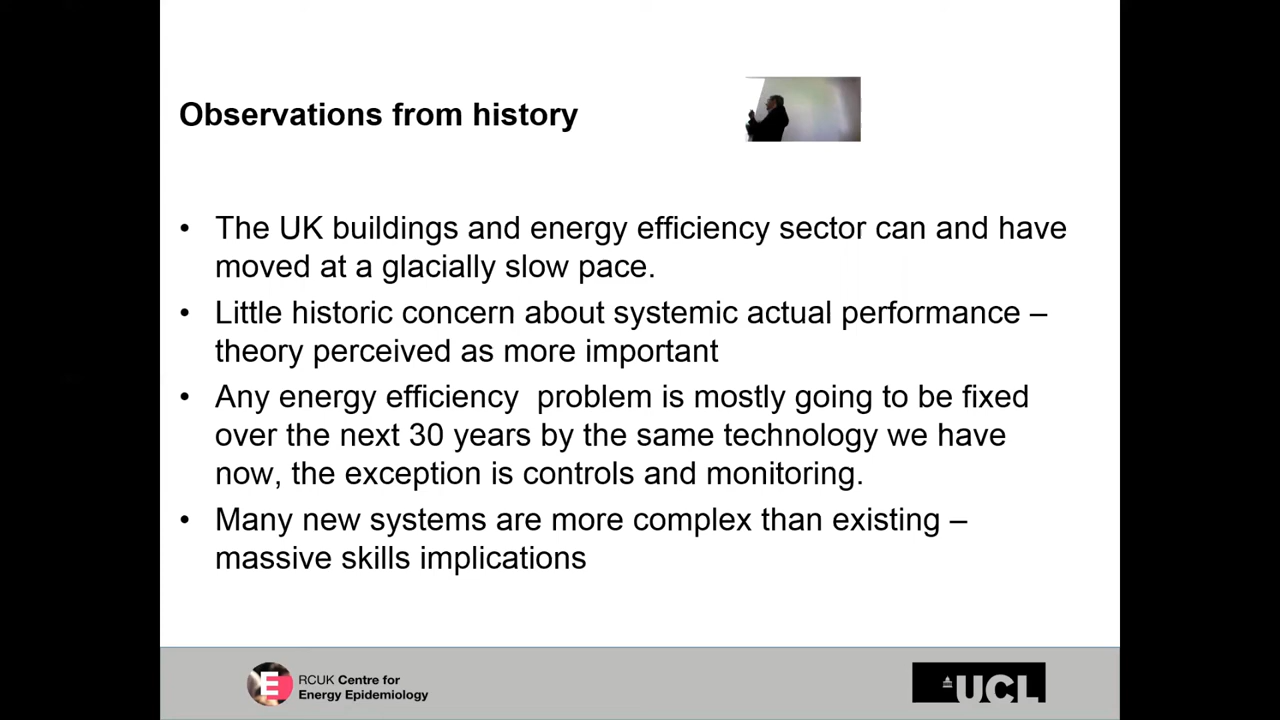 Observations from history
• The UK buildings and energy efficiency sector can and have
moved at a glacially slow pace.
• Little historic concern about systemic actual performance –
theory perceived as more important
• Any energy efficiency  problem is mostly going to be fixed
over the next 30 years by the same technology we have
now, the exception is controls and monitoring.
• Many new systems are more complex than existing –
massive skills implications
E
RCUK Centre for
Energy Epidemiology
UCL